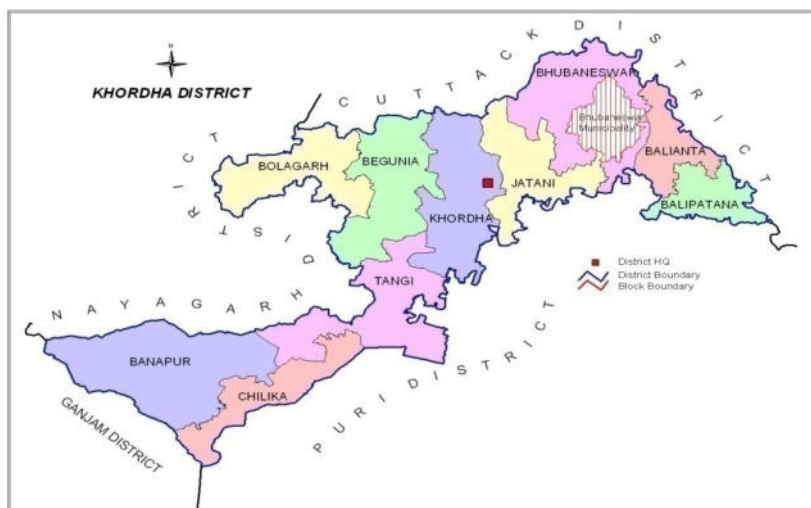 KHORDHA DISTRICT
CUTTACK DISTRICT
BHUBANESWAR
Bhubaneswar
Municipality
BALIANTA
BALIPATANA
BOLAGARH
BEGUNIA
JATANI
KHORDHA
TANGI
NAYAGARH DISTRICT
BANAPUR
CHILIKA
GANJAM DISTRICT
PURI DISTRICT
District HQ
District Boundary
Block Boundary